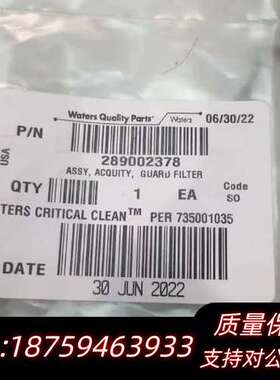 Waters Quality Parts™ Waters 06/30/22
P/N
289002378
USA
ASSY, ACQUITY, GUARD FILTER
QTY 1 EA Code
SO
TERS CRITICAL CLEAN™ PER 735001035
DATE
30 JUN 2022
质量保
:18759463933
支持对公